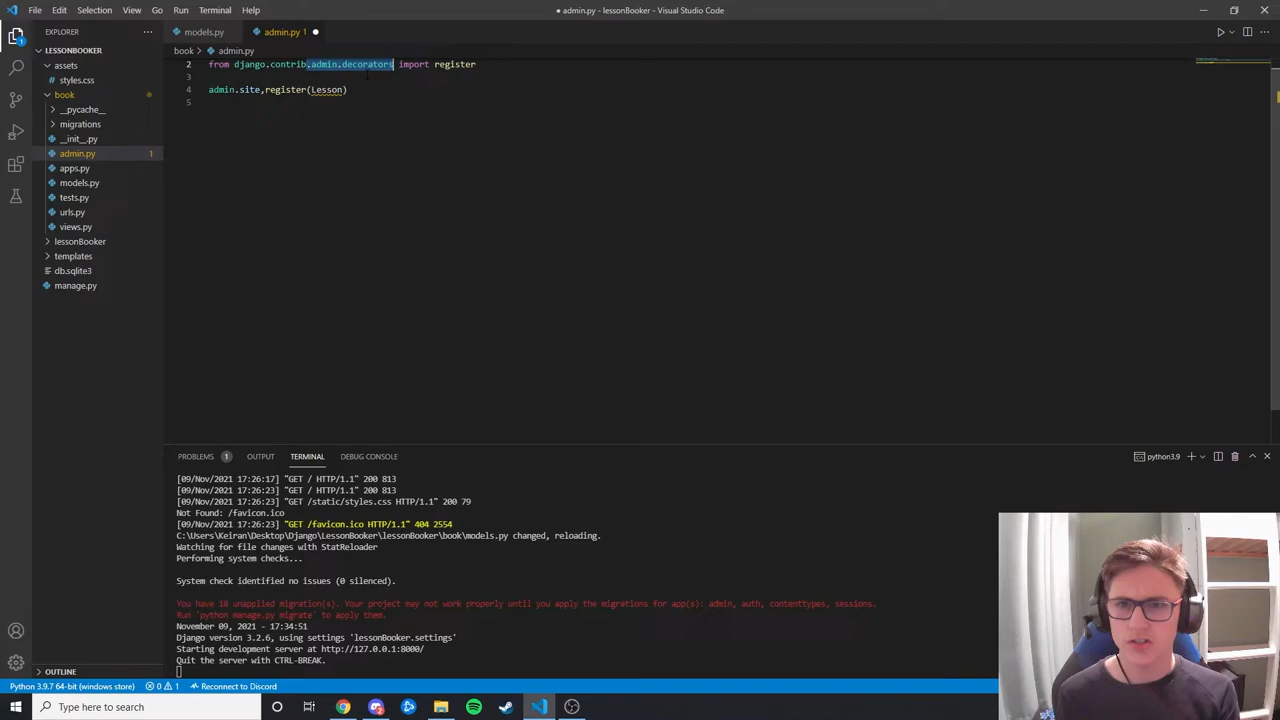 File Edit Selection View Go Run Terminal Help
● admin.py - lessonBooker - Visual Studio Code
EXPLORER
LESSONBOOKER
assets
styles.css
book
__pycache__
migrations
__init__.py
admin.py 1
apps.py
models.py
tests.py
urls.py
views.py
lessonBooker
templates
db.sqlite3
manage.py
OUTLINE
models.py
admin.py 1 ●
book > admin.py
2 from django.contrib.admin.decorators import register
3
4 admin.site,register(Lesson)
5
PROBLEMS 1 OUTPUT TERMINAL DEBUG CONSOLE
python3.9
[09/Nov/2021 17:26:17] "GET / HTTP/1.1" 200 813
[09/Nov/2021 17:26:23] "GET / HTTP/1.1" 200 813
[09/Nov/2021 17:26:23] "GET /static/styles.css HTTP/1.1" 200 79
Not Found: /favicon.ico
[09/Nov/2021 17:26:23] "GET /favicon.ico HTTP/1.1" 404 2554
C:\Users\Keiran\Desktop\Django\LessonBooker\lessonBooker\book\models.py changed, reloading.
Watching for file changes with StatReloader
Performing system checks...
System check identified no issues (0 silenced).
You have 18 unapplied migration(s). Your project may not work properly until you apply the migrations for app(s): admin, auth, contenttypes, sessions.
Run 'python manage.py migrate' to apply them.
November 09, 2021 - 17:34:51
Django version 3.2.6, using settings 'lessonBooker.settings'
Starting development server at http://127.0.0.1:8000/
Quit the server with CTRL-BREAK.
Python 3.9.7 64-bit (windows store) 0 1 Reconnect to Discord
Type here to search